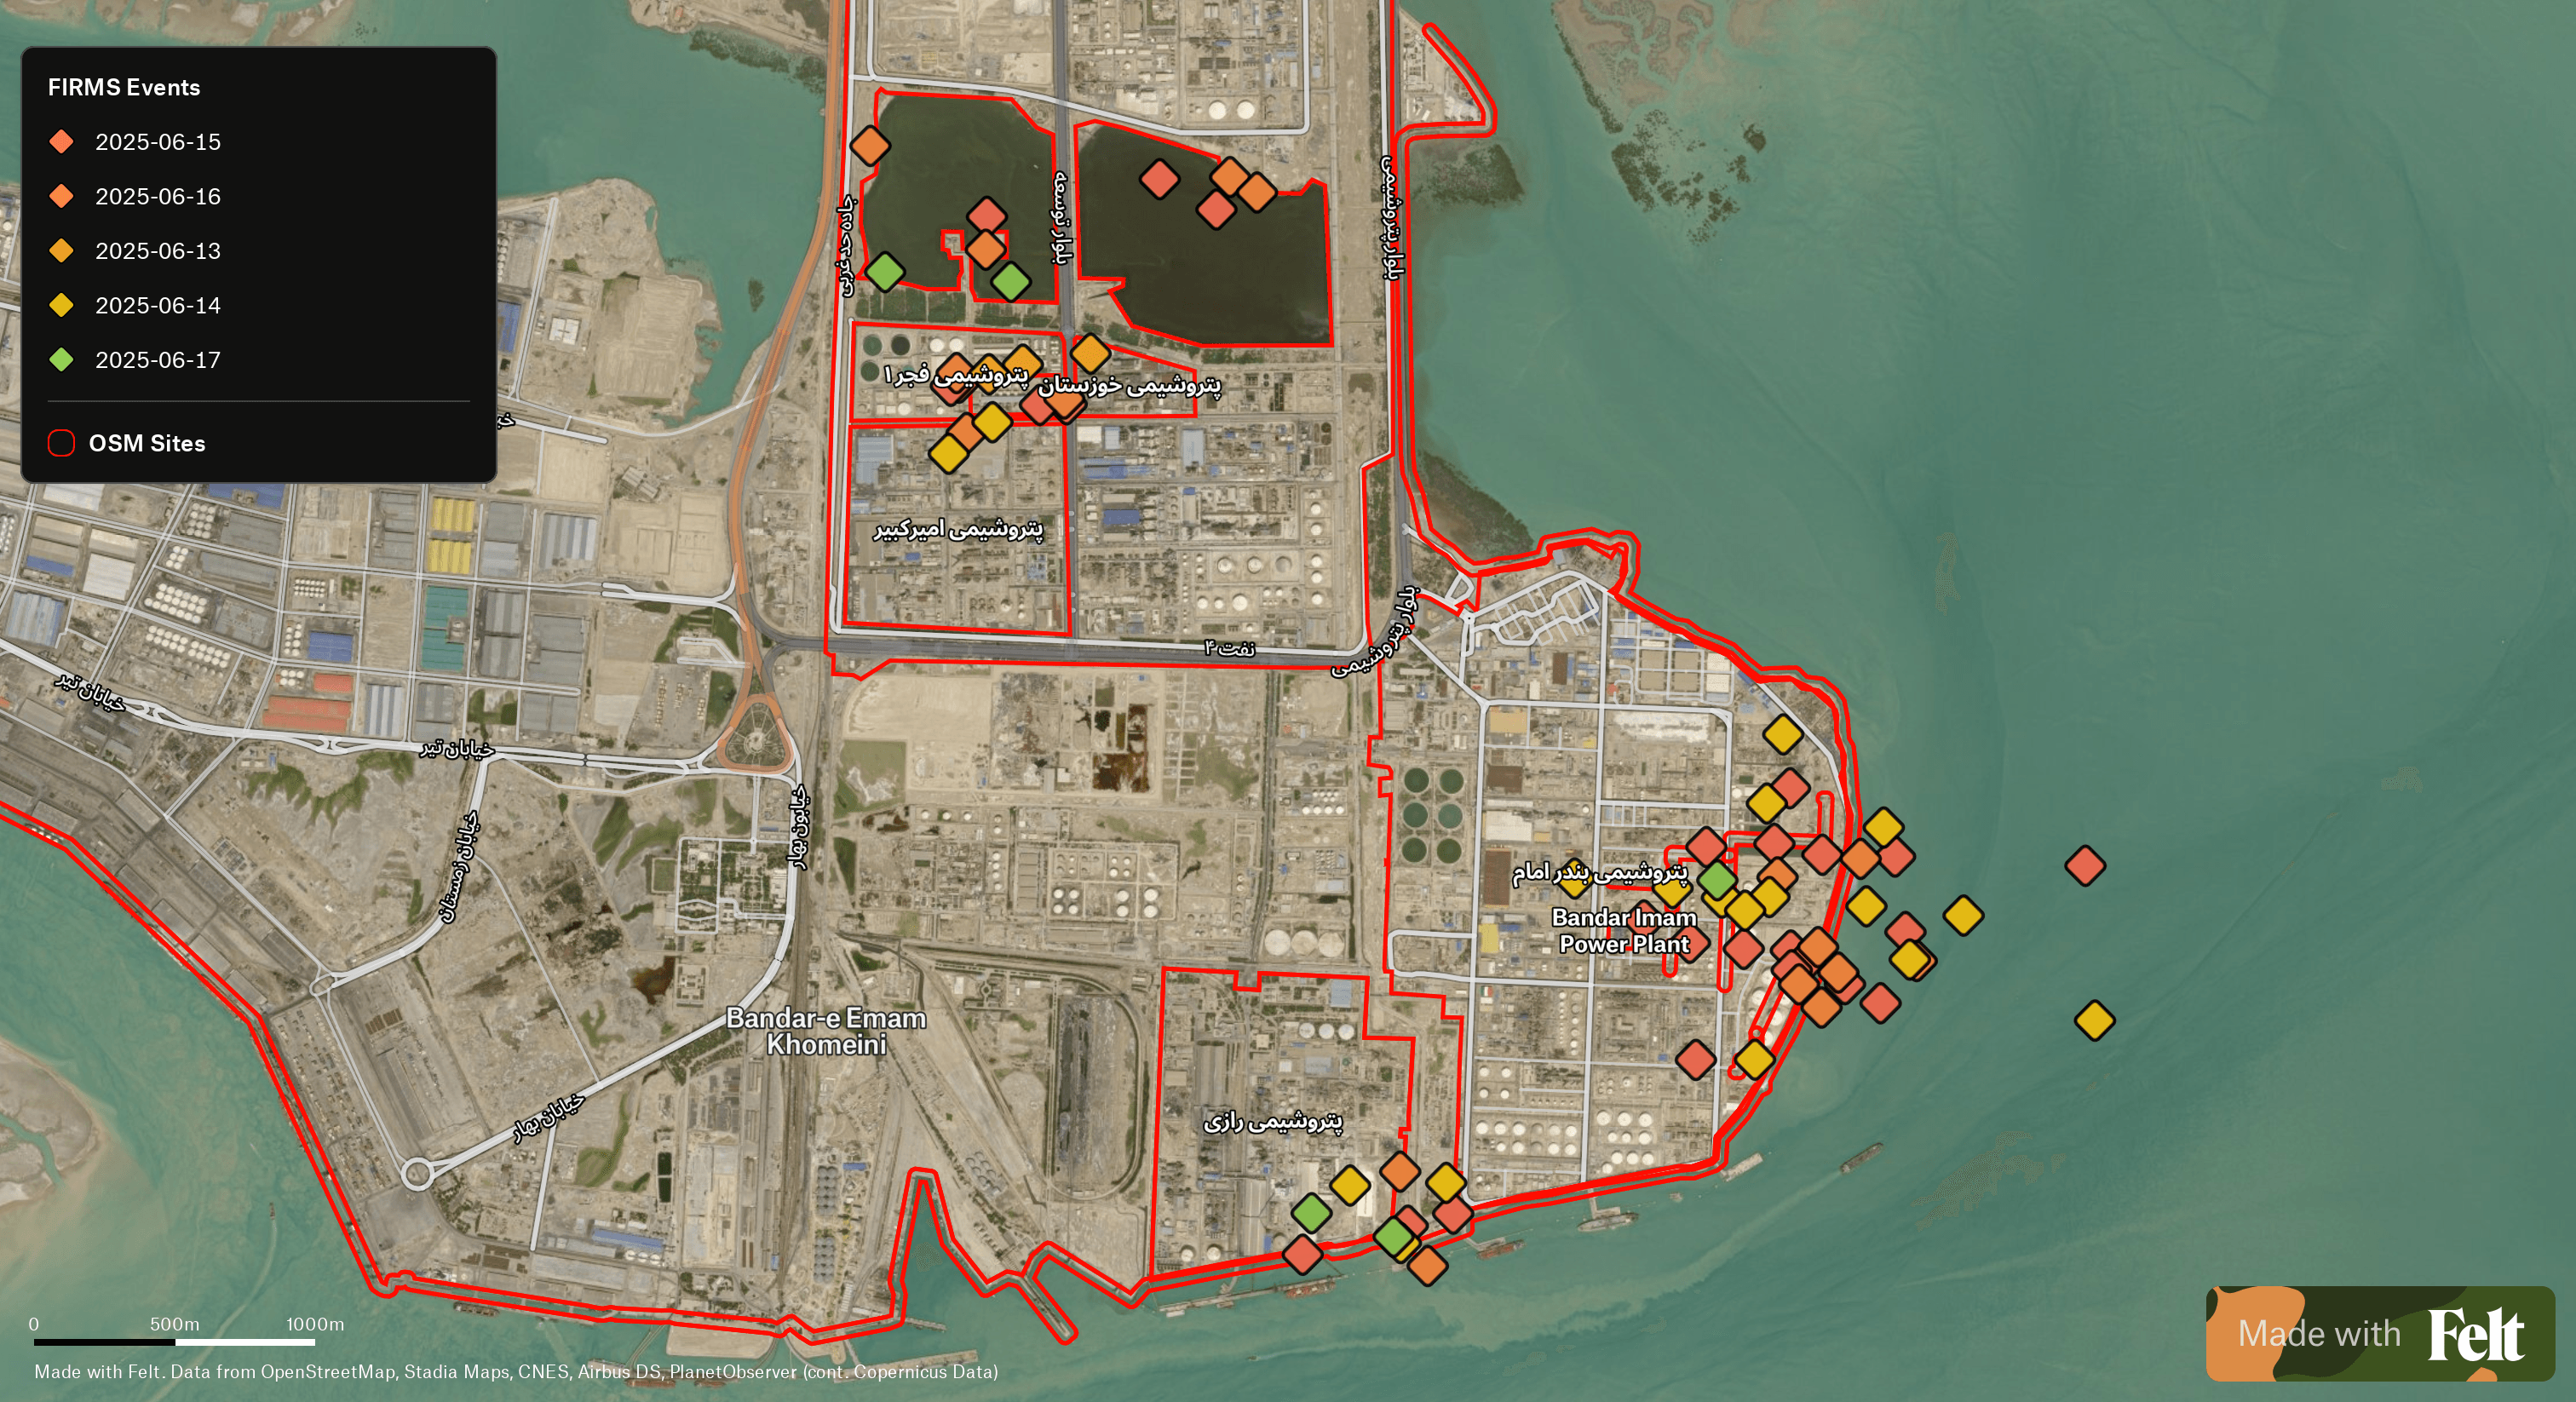 FIRMS Events
2025-06-15
2025-06-16
2025-06-13
2025-06-14
2025-06-17
OSM Sites
جاده حد غربی
بلوار توسعه
بلوار پتروشیمی
پتروشیمی فجر ۱
پتروشیمی خوزستان
پتروشیمی امیرکبیر
نفت ۴
بلوار پتروشیمی
خیابان تیر
خیابان تیر
خیابان زمستان
خیابون بهار
پتروشیمی بندر امام
Bandar Imam
Power Plant
Bandar-e Emam
Khomeini
خیابان بهار
پتروشیمی رازی
0 500m 1000m
Made with Felt. Data from OpenStreetMap, Stadia Maps, CNES, Airbus DS, PlanetObserver (cont. Copernicus Data)
Made with Felt